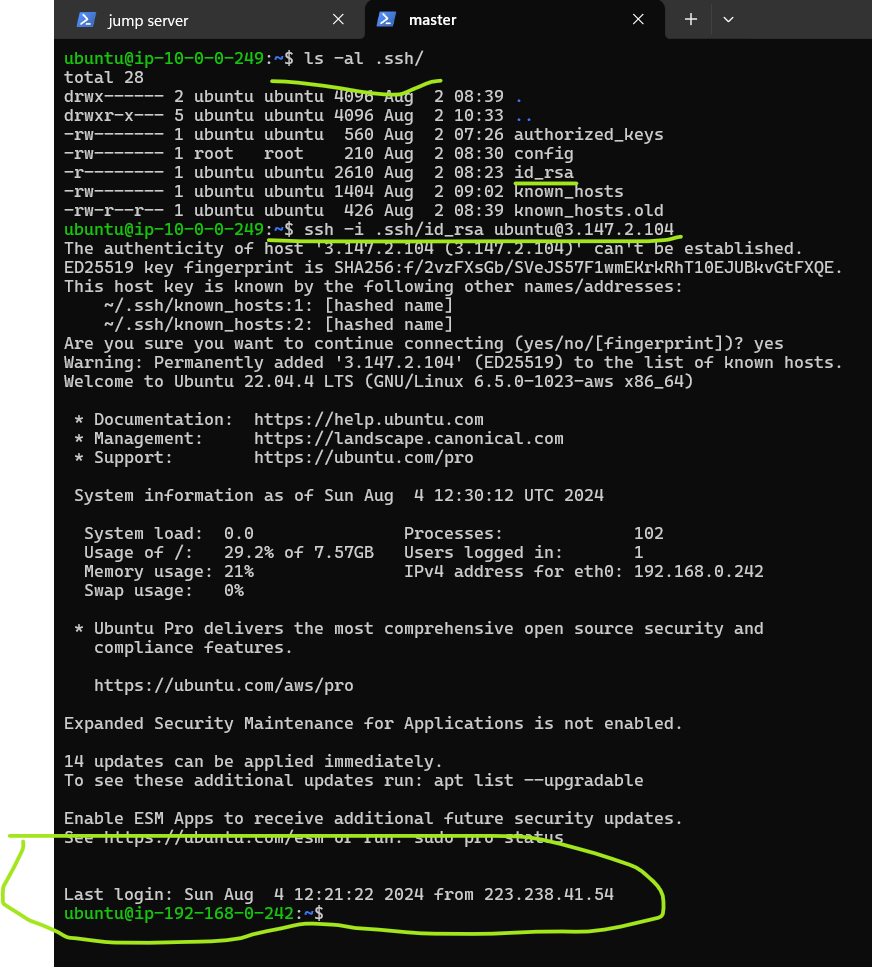 jump server
master
ubuntu@ip-10-0-0-249:~$ ls -al .ssh/
total 28
drwx------ 2 ubuntu ubuntu 4096 Aug  2 08:39 .
drwxr-x--- 5 ubuntu ubuntu 4096 Aug  2 10:33 ..
-rw------- 1 ubuntu ubuntu  560 Aug  2 07:26 authorized_keys
-rw------- 1 root   root    210 Aug  2 08:30 config
-r-------- 1 ubuntu ubuntu 2610 Aug  2 08:23 id_rsa
-rw------- 1 ubuntu ubuntu 1404 Aug  2 09:02 known_hosts
-rw-r--r-- 1 ubuntu ubuntu  426 Aug  2 08:39 known_hosts.old
ubuntu@ip-10-0-0-249:~$ ssh -i .ssh/id_rsa ubuntu@3.147.2.104
The authenticity of host '3.147.2.104 (3.147.2.104)' can't be established.
ED25519 key fingerprint is SHA256:f/2vzFXsGb/SVeJS57F1wmEKrkRhT10EJUBkvGtFXQE.
This host key is known by the following other names/addresses:
    ~/.ssh/known_hosts:1: [hashed name]
    ~/.ssh/known_hosts:2: [hashed name]
Are you sure you want to continue connecting (yes/no/[fingerprint])? yes
Warning: Permanently added '3.147.2.104' (ED25519) to the list of known hosts.
Welcome to Ubuntu 22.04.4 LTS (GNU/Linux 6.5.0-1023-aws x86_64)
 * Documentation:  https://help.ubuntu.com
 * Management:     https://landscape.canonical.com
 * Support:        https://ubuntu.com/pro
 System information as of Sun Aug  4 12:30:12 UTC 2024
  System load:  0.0               Processes:             102
  Usage of /:   29.2% of 7.57GB   Users logged in:       1
  Memory usage: 21%               IPv4 address for eth0: 192.168.0.242
  Swap usage:   0%
 * Ubuntu Pro delivers the most comprehensive open source security and
   compliance features.
   https://ubuntu.com/aws/pro
Expanded Security Maintenance for Applications is not enabled.
14 updates can be applied immediately.
To see these additional updates run: apt list --upgradable
Enable ESM Apps to receive additional future security updates.
See https://ubuntu.com/esm or run: sudo pro status
Last login: Sun Aug  4 12:21:22 2024 from 223.238.41.54
ubuntu@ip-192-168-0-242:~$